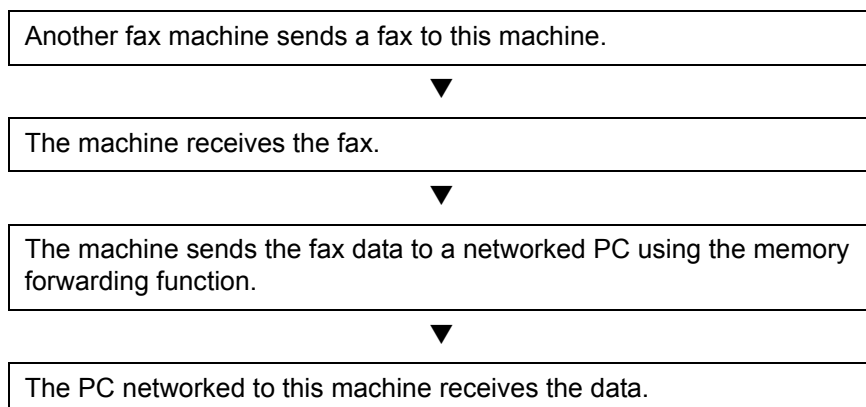 Another fax machine sends a fax to this machine.
▼
The machine receives the fax.
▼
The machine sends the fax data to a networked PC using the memory
forwarding function.
▼
The PC networked to this machine receives the data.